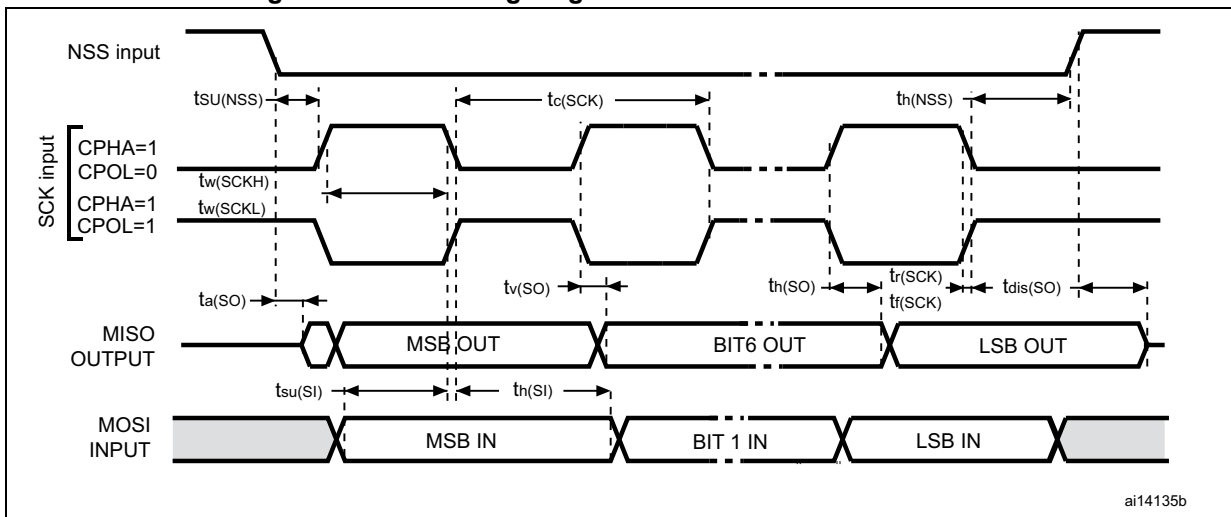 NSS input
tSU(NSS)
tc(SCK)
th(NSS)
SCK input
CPHA=1
CPOL=0
tw(SCKH)
CPHA=1
tw(SCKL)
CPOL=1
ta(SO)
tv(SO)
th(SO)
tr(SCK)
tf(SCK)
tdis(SO)
MISO
OUTPUT
MSB OUT
BIT6 OUT
LSB OUT
tsu(SI)
th(SI)
MOSI
INPUT
MSB IN
BIT 1 IN
LSB IN
ai14135b